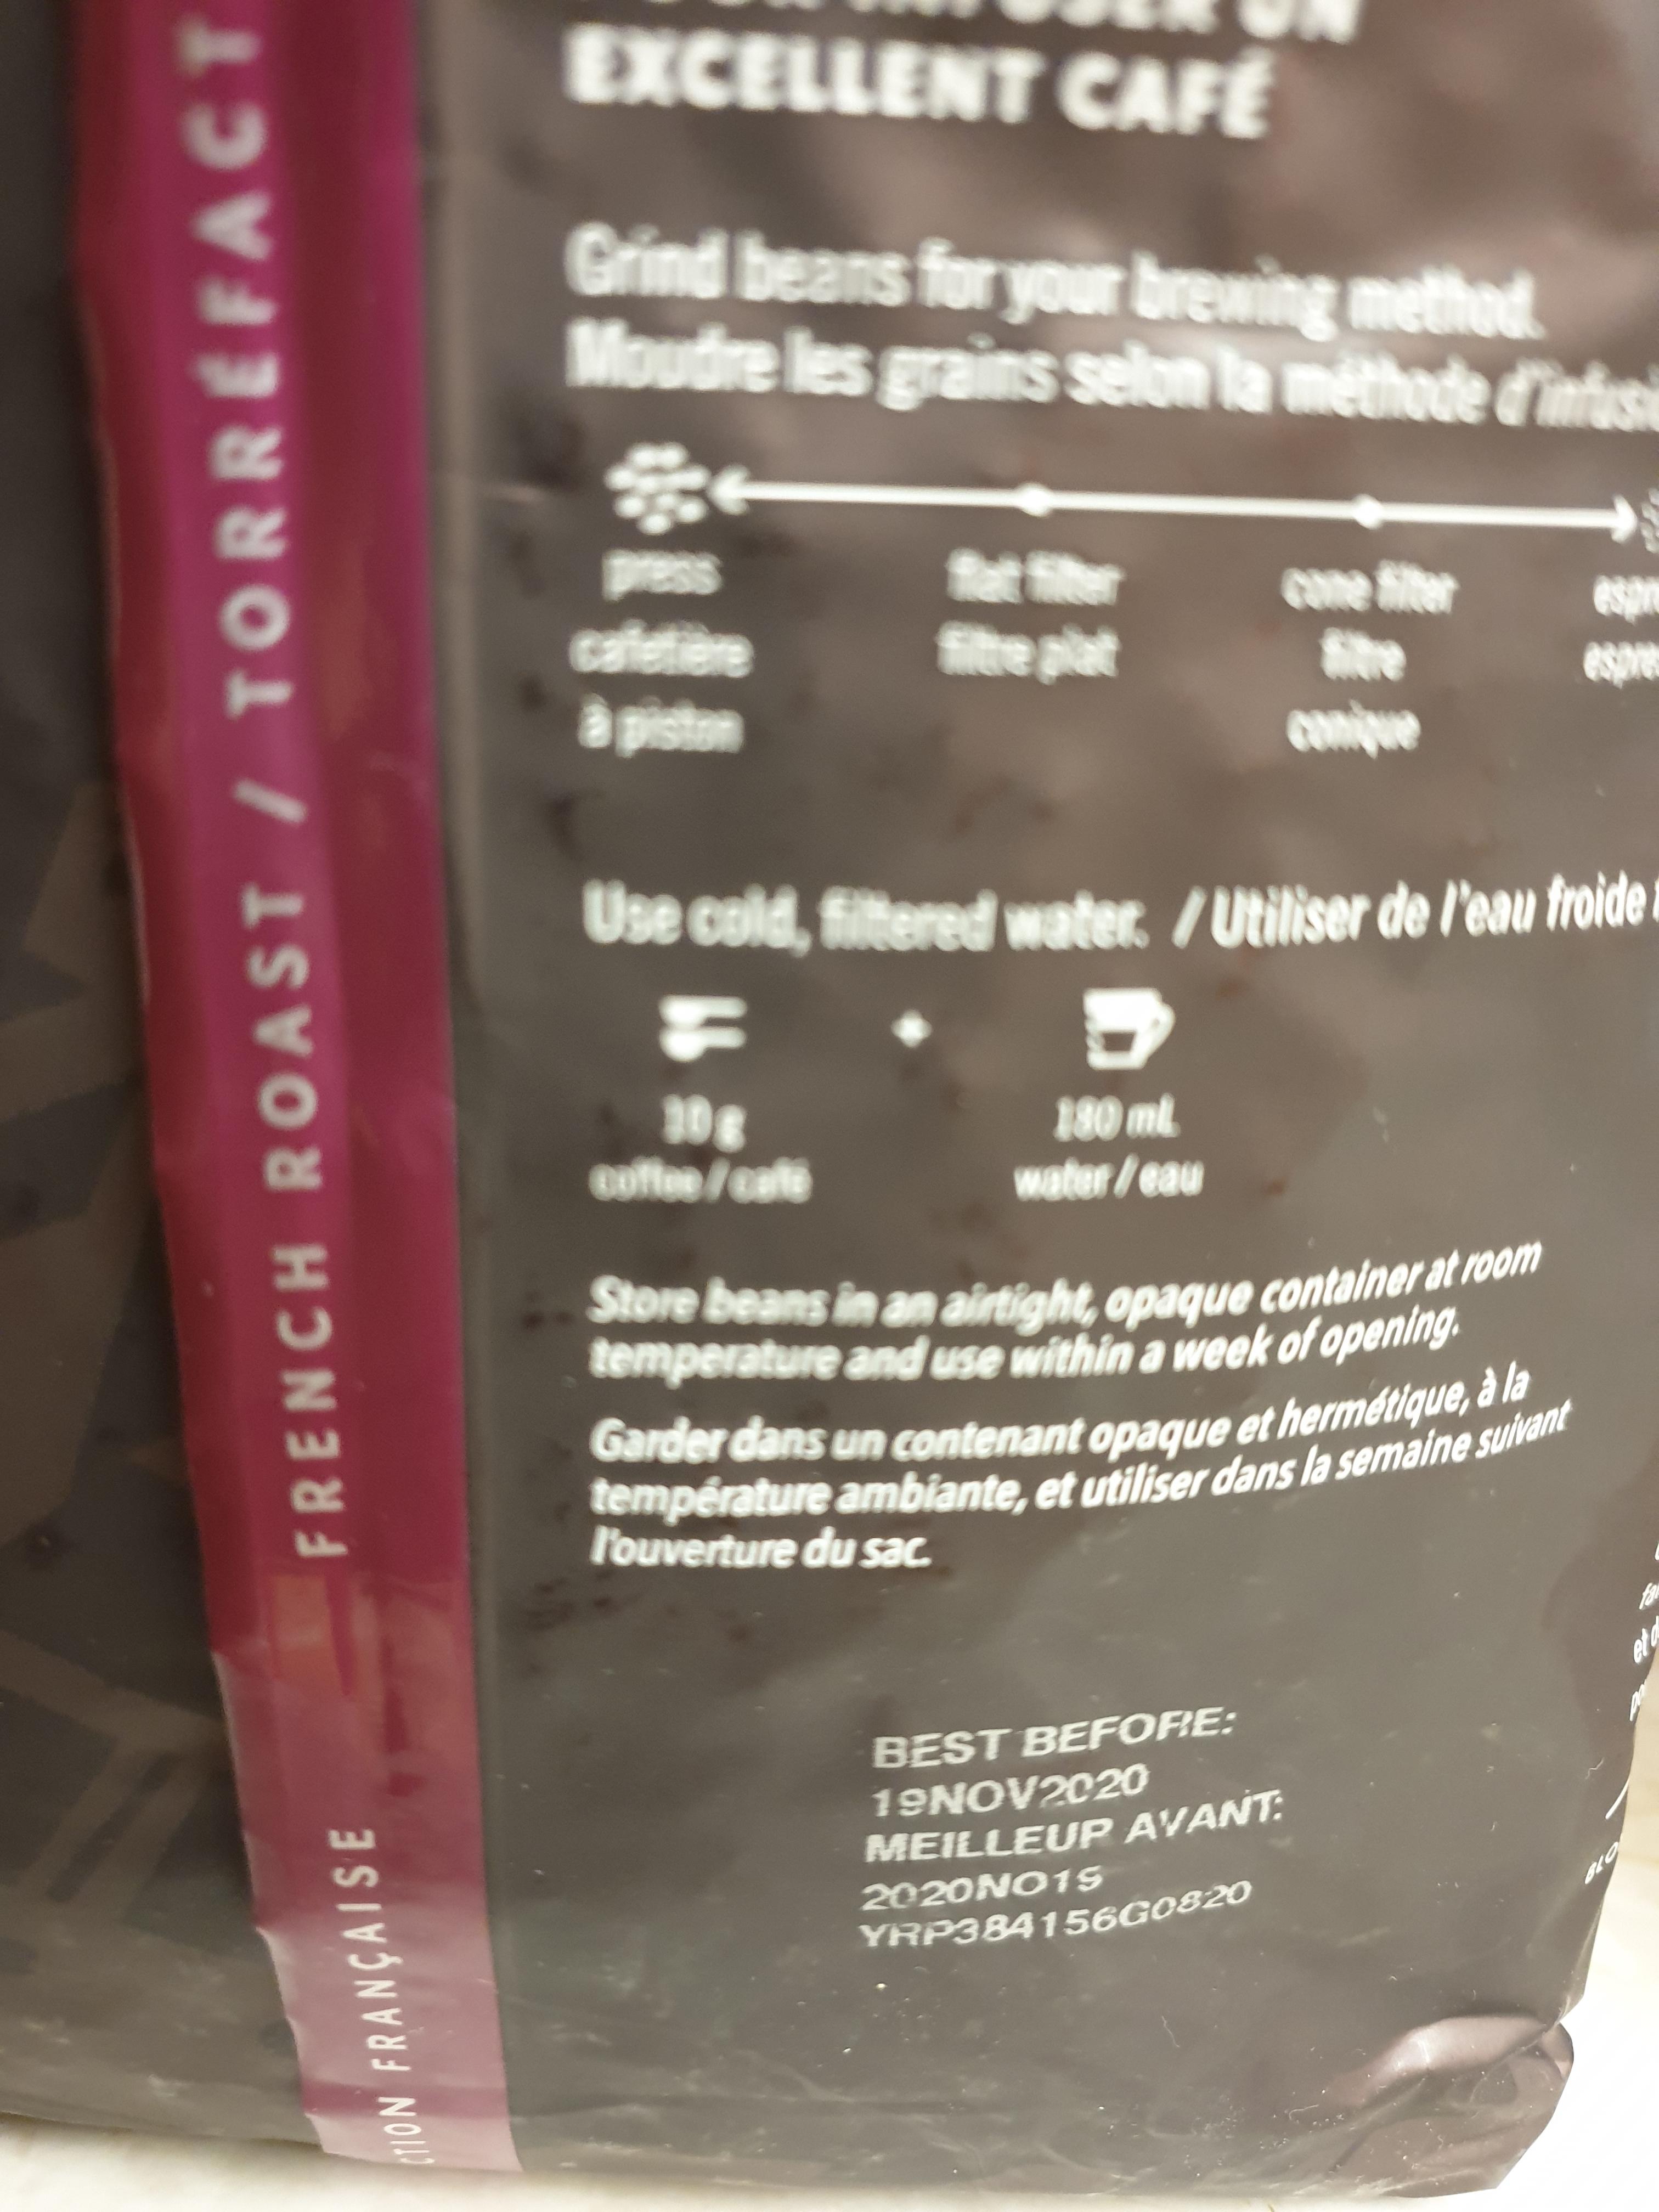 EXCELLENT CAFÉ
Grind beans for your brewing method.
Moudre les grains selon la méthode
press
flat filter
cone filter
cafetière
filtre plat
filtre
à piston
conique
Use cold, filtered water. / Utiliser de l'eau froide
10 g
+
180 mL
coffee / café
water / eau
Store beans in an airtight, opaque container at room
temperature and use within a week of opening.
Garder dans un contenant opaque et hermétique, à la
température ambiante, et utiliser dans la semaine suivant
l'ouverture du sac.
BEST BEFORE:
19NOV2020
MEILLEUR AVANT:
2020NO19
YRP384156G0820
FRENCH ROAST / TORRÉFACT
CTION FRANÇAISE